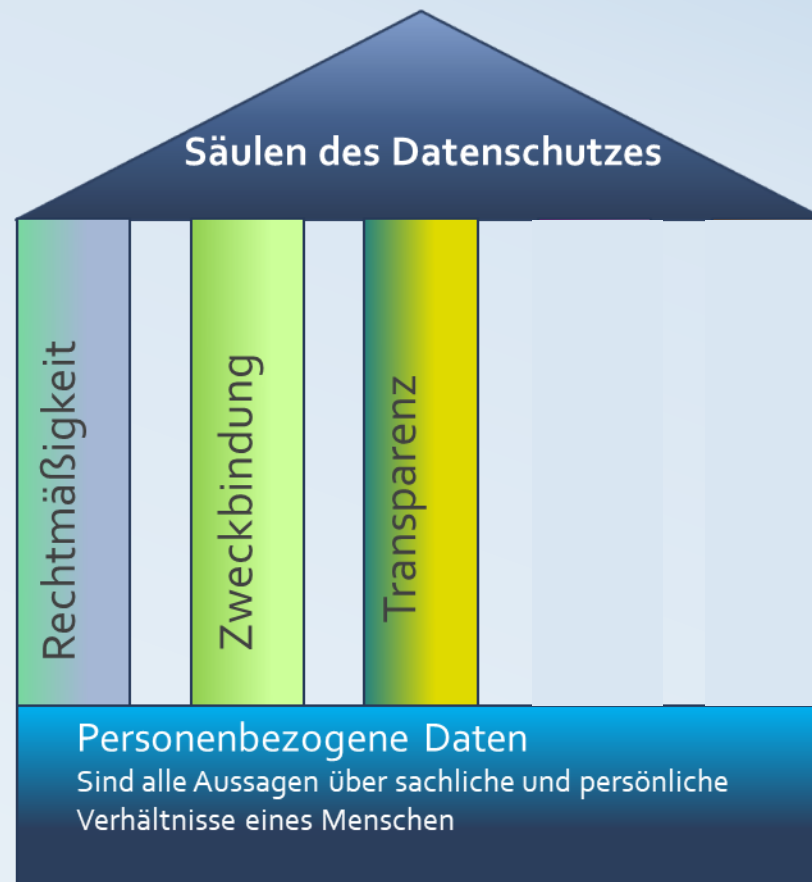 Säulen des Datenschutzes
Rechtmäßigkeit
Zweckbindung
Transparenz
Personenbezogene Daten
Sind alle Aussagen über sachliche und persönliche
Verhältnisse eines Menschen